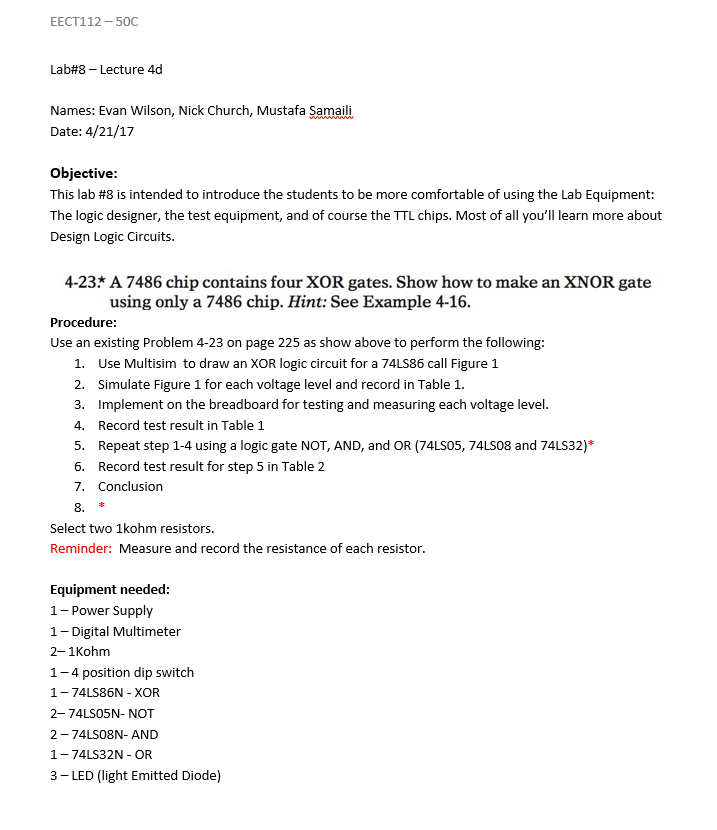 EECT112 – 50C
Lab#8 – Lecture 4d
Names: Evan Wilson, Nick Church, Mustafa Samaili
Date: 4/21/17
Objective:
This lab #8 is intended to introduce the students to be more comfortable of using the Lab Equipment:
The logic designer, the test equipment, and of course the TTL chips. Most of all you’ll learn more about
Design Logic Circuits.
4-23.* A 7486 chip contains four XOR gates. Show how to make an XNOR gate
using only a 7486 chip. Hint: See Example 4-16.
Procedure:
Use an existing Problem 4-23 on page 225 as show above to perform the following:
1. Use Multisim to draw an XOR logic circuit for a 74LS86 call Figure 1
2. Simulate Figure 1 for each voltage level and record in Table 1.
3. Implement on the breadboard for testing and measuring each voltage level.
4. Record test result in Table 1
5. Repeat step 1-4 using a logic gate NOT, AND, and OR (74LS05, 74LS08 and 74LS32)*
6. Record test result for step 5 in Table 2
7. Conclusion
8. *
Select two 1kohm resistors.
Reminder: Measure and record the resistance of each resistor.
Equipment needed:
1 – Power Supply
1 – Digital Multimeter
2– 1Kohm
1 – 4 position dip switch
1 – 74LS86N - XOR
2– 74LS05N- NOT
2 – 74LS08N- AND
1 – 74LS32N - OR
3 – LED (light Emitted Diode)